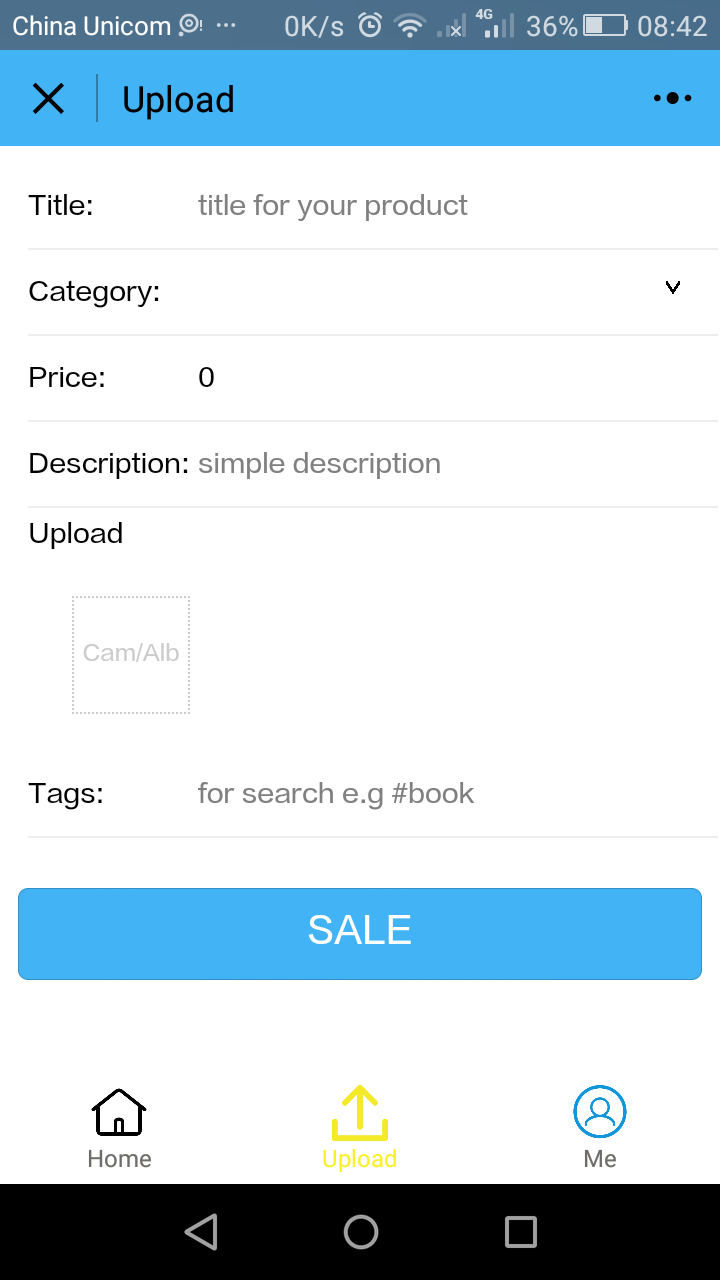 China Unicom ... 0K/s 4G 36% 08:42
Upload
Title: title for your product
Category:
Price: 0
Description: simple description
Upload
Cam/Alb
Tags: for search e.g #book
SALE
Home Upload Me